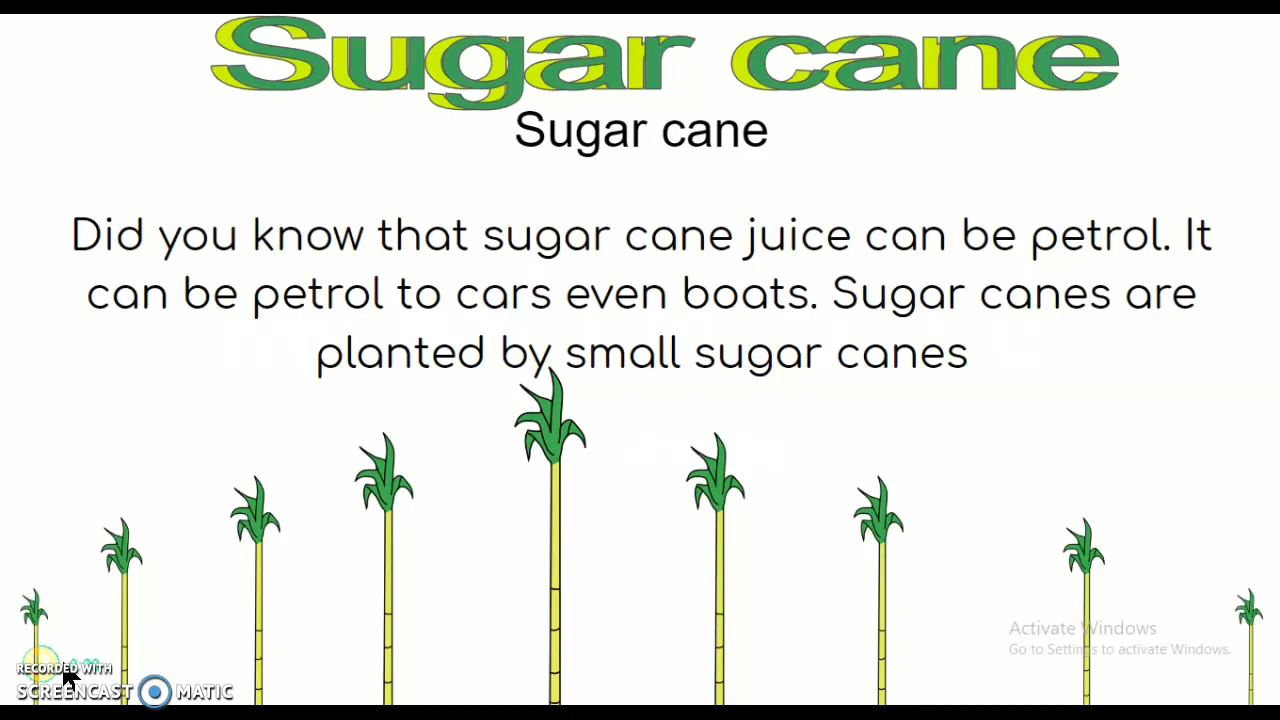 Sugar cane
Sugar cane
Did you know that sugar cane juice can be petrol. It
can be petrol to cars even boats. Sugar canes are
planted by small sugar canes
Activate Windows
Go to Settings to activate Windows.
RECORDED WITH
SCREENCAST MATIC